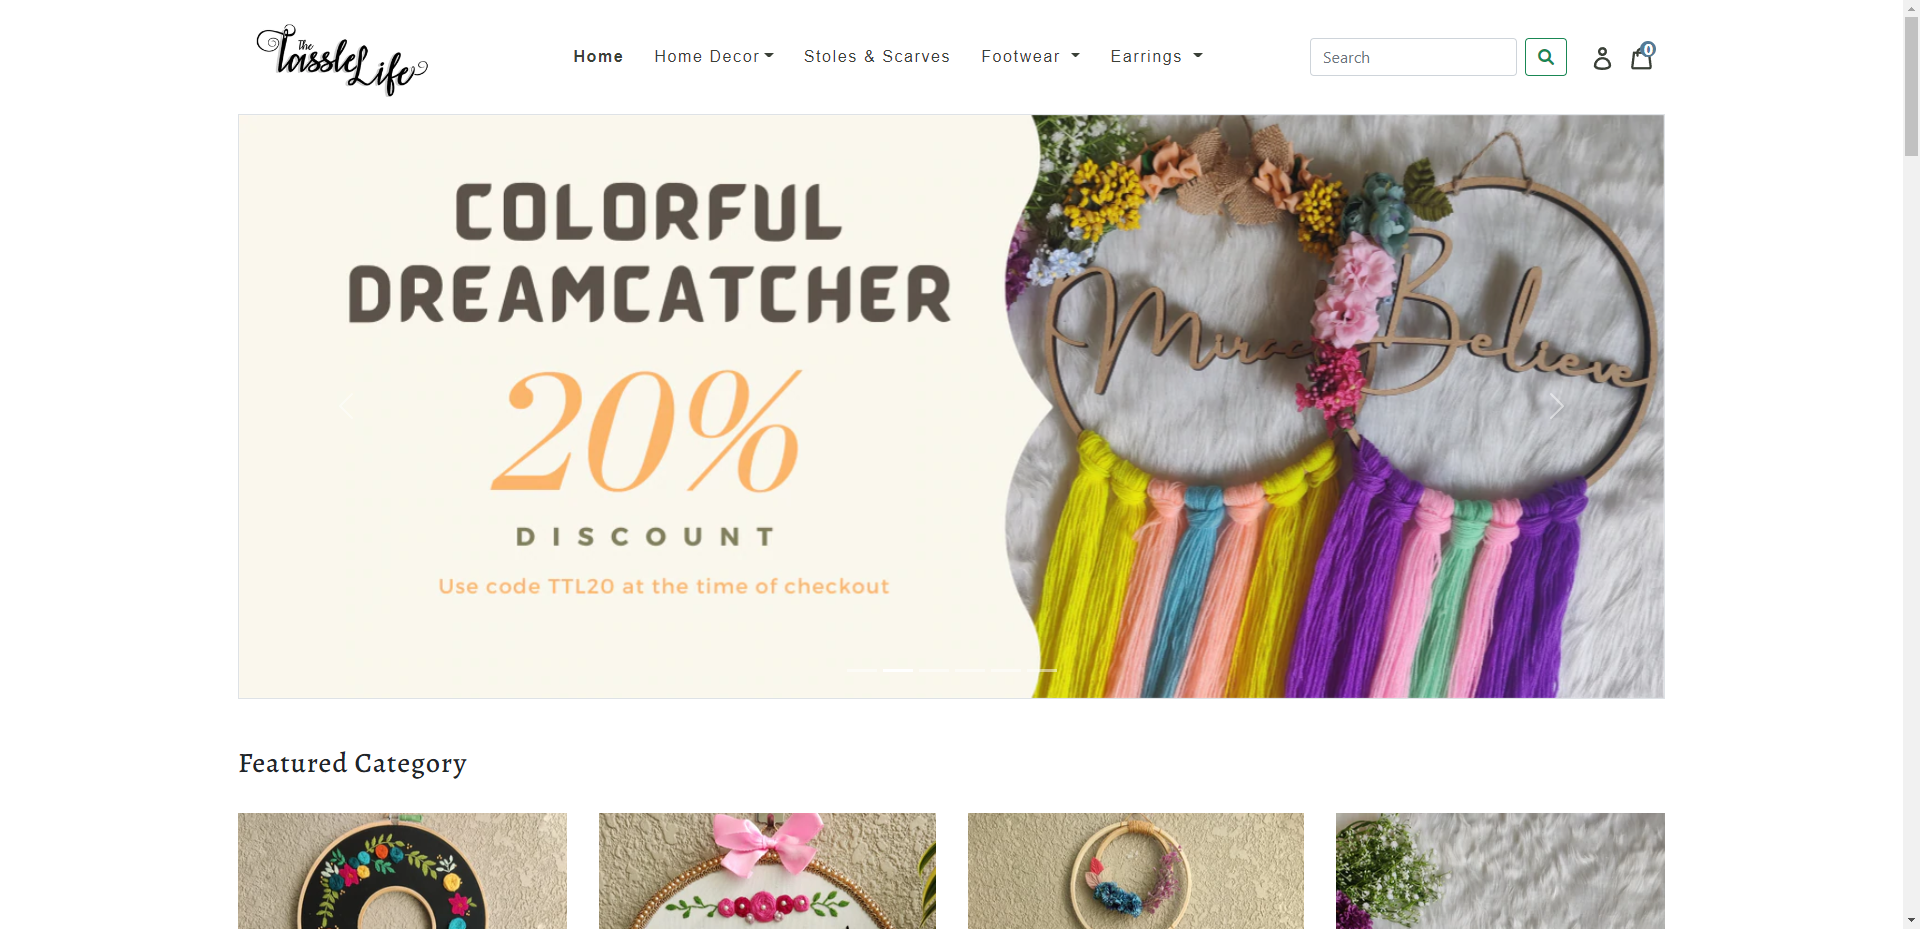 The Tassle Life
Home Home Decor Stoles & Scarves Footwear Earrings Search 0
COLORFUL
DREAMCATCHER
20%
DISCOUNT
Use code TTL20 at the time of checkout
Believe
Featured Category